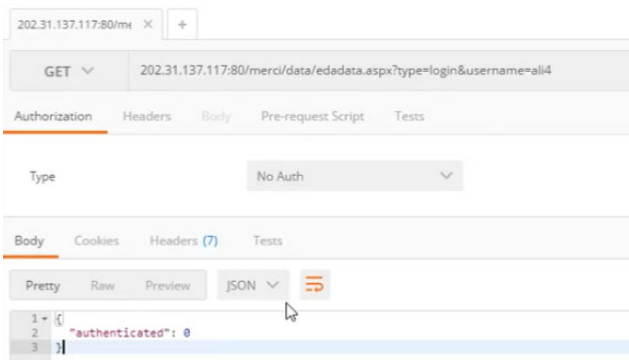 202.31.137.117:80/me × +
GET 202.31.137.117:80/merci/data/edadata.aspx?type=login&username=ali4
Authorization Headers Body Pre-request Script Tests
Type No Auth
Body Cookies Headers (7) Tests
Pretty Raw Preview JSON
1 {
2 "authenticated": 0
3 }